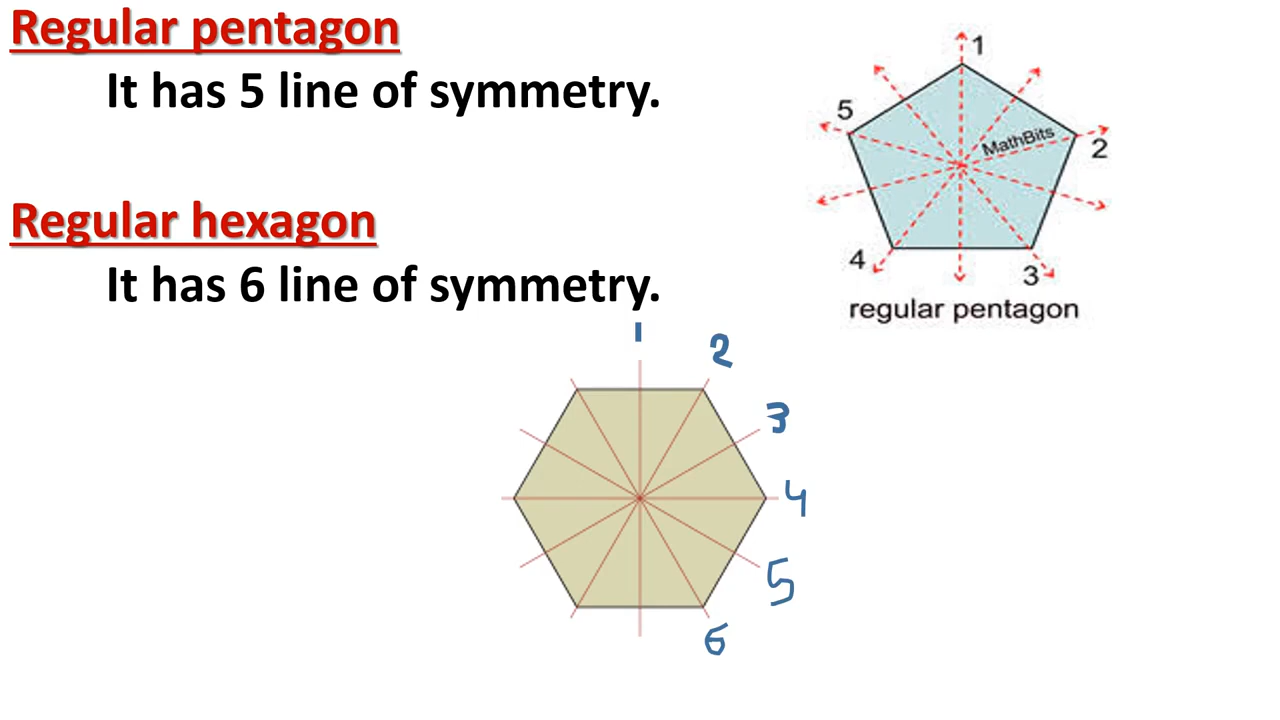 Regular pentagon
It has 5 line of symmetry.
Regular hexagon
It has 6 line of symmetry.
1
5
MathBits
2
4
3
regular pentagon
1
2
3
4
5
6